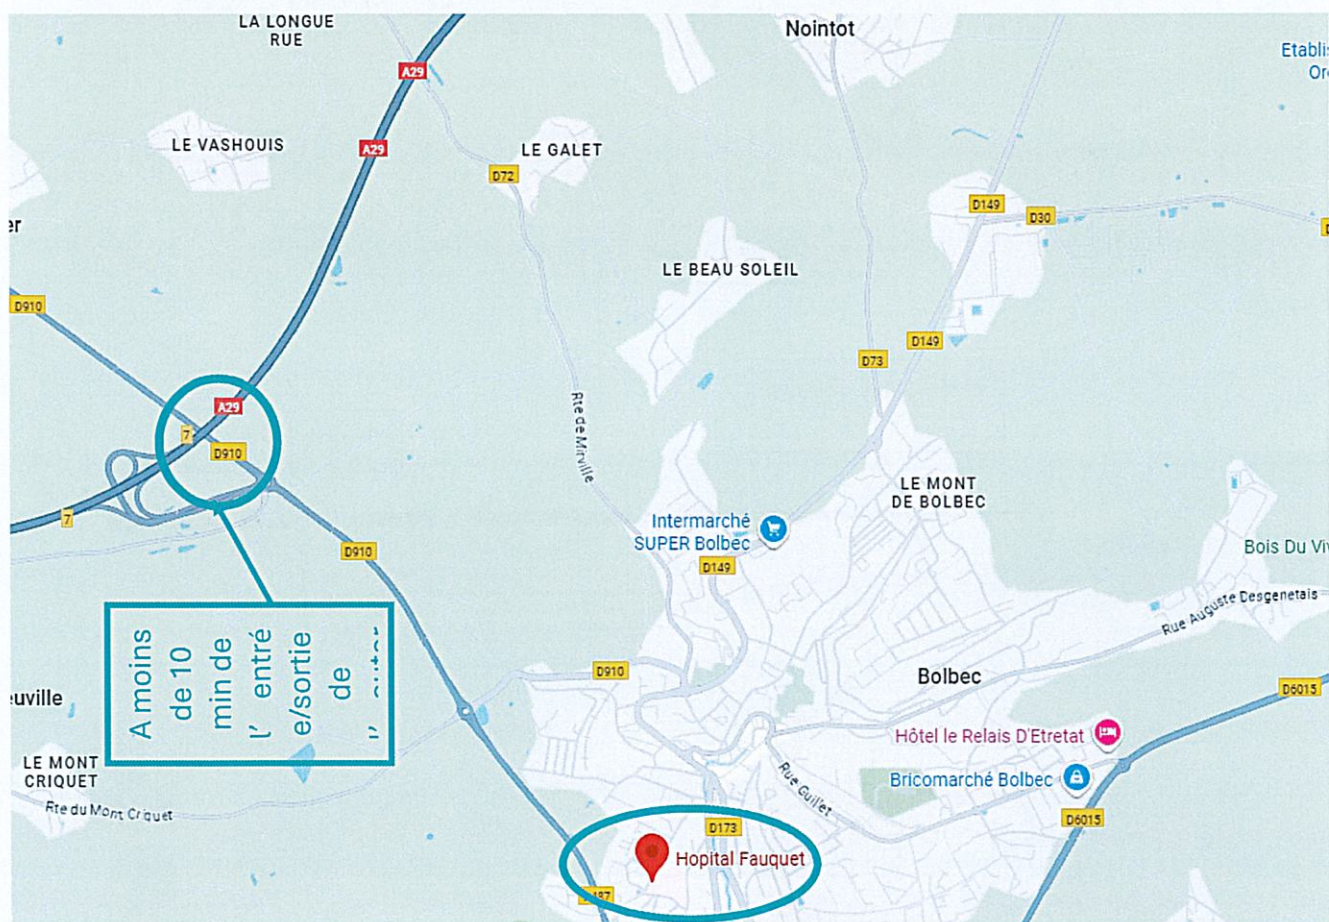 LA LONGUE
RUE
Nointot
Etablis
Or
A29
LE VASHOUIS
A29
LE GALET
D72
D149
D30
er
LE BEAU SOLEIL
D910
D149
D73
Rte de Mirville
A29
7
D910
7
LE MONT
DE BOLBEC
Intermarché
SUPER Bolbec
D149
D910
Bois Du Viv
Rue Auguste Desgenetais
A moins
de 10
min de
l' entré
e/sortie
de
D910
Bolbec
D6015
uville
Hôtel le Relais D'Etretat
LE MONT
CRIQUET
Bricomarché Bolbec
Rte du Mont Criquet
Rue Guillet
D6015
D173
Hopital Fauquet